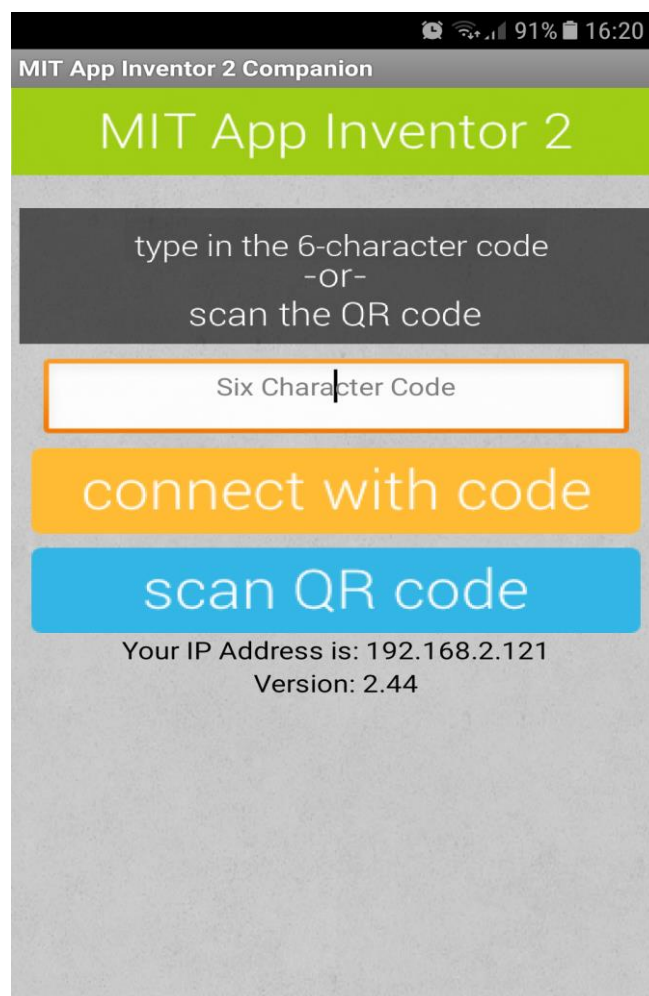 91% 16:20
MIT App Inventor 2 Companion
MIT App Inventor 2
type in the 6-character code
-or-
scan the QR code
Six Character Code
connect with code
scan QR code
Your IP Address is: 192.168.2.121
Version: 2.44